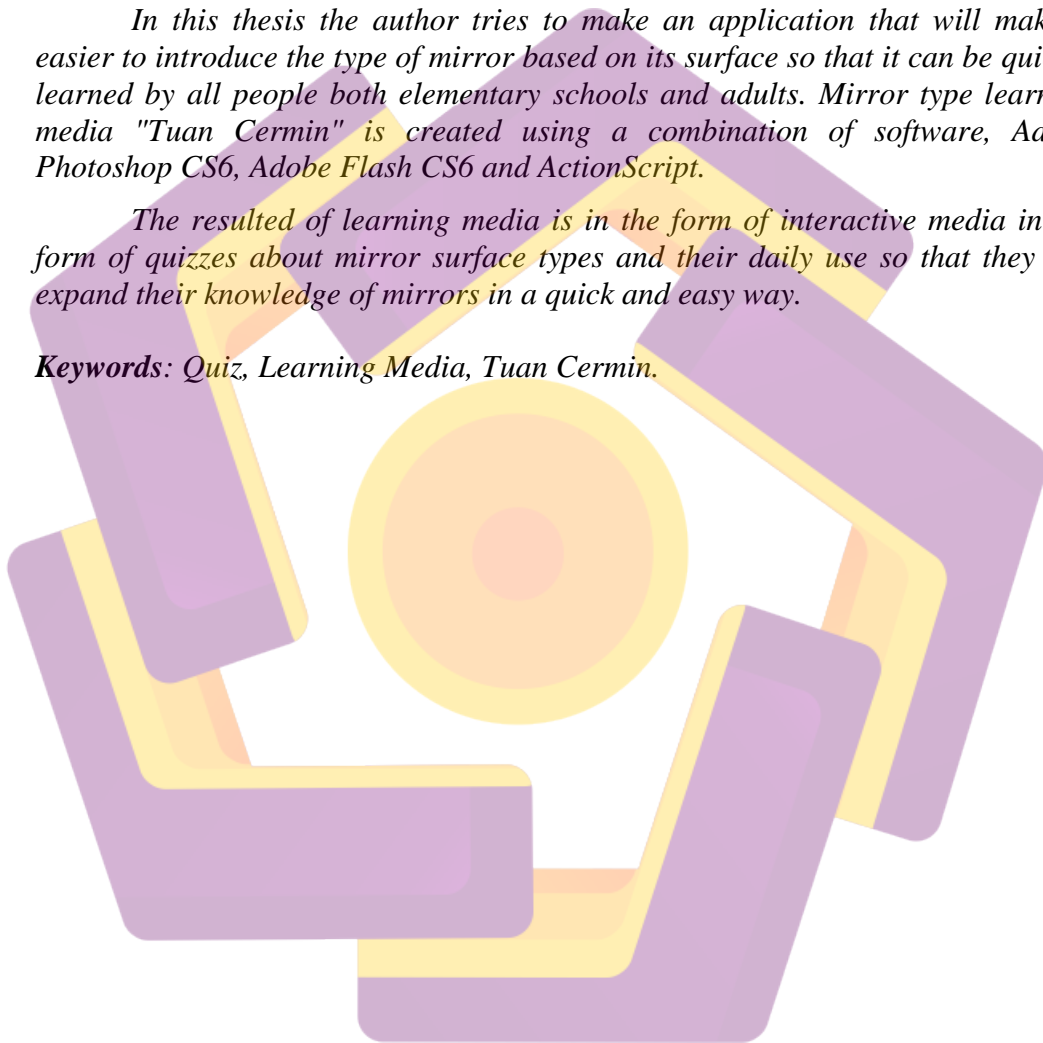 In this thesis the author tries to make an application that will mak
easier to introduce the type of mirror based on its surface so that it can be qui
learned by all people both elementary schools and adults. Mirror type learn
media "Tuan Cermin" is created using a combination of software, Ad
Photoshop CS6, Adobe Flash CS6 and ActionScript.
The resulted of learning media is in the form of interactive media in
form of quizzes about mirror surface types and their daily use so that they
expand their knowledge of mirrors in a quick and easy way.
Keywords: Quiz, Learning Media, Tuan Cermin.